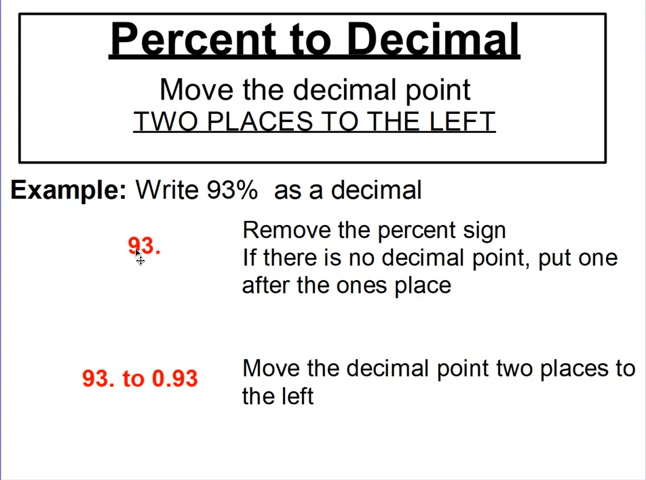 Percent to Decimal
Move the decimal point
TWO PLACES TO THE LEFT
Example: Write 93% as a decimal
93.
Remove the percent sign
If there is no decimal point, put one
after the ones place
93. to 0.93
Move the decimal point two places to
the left